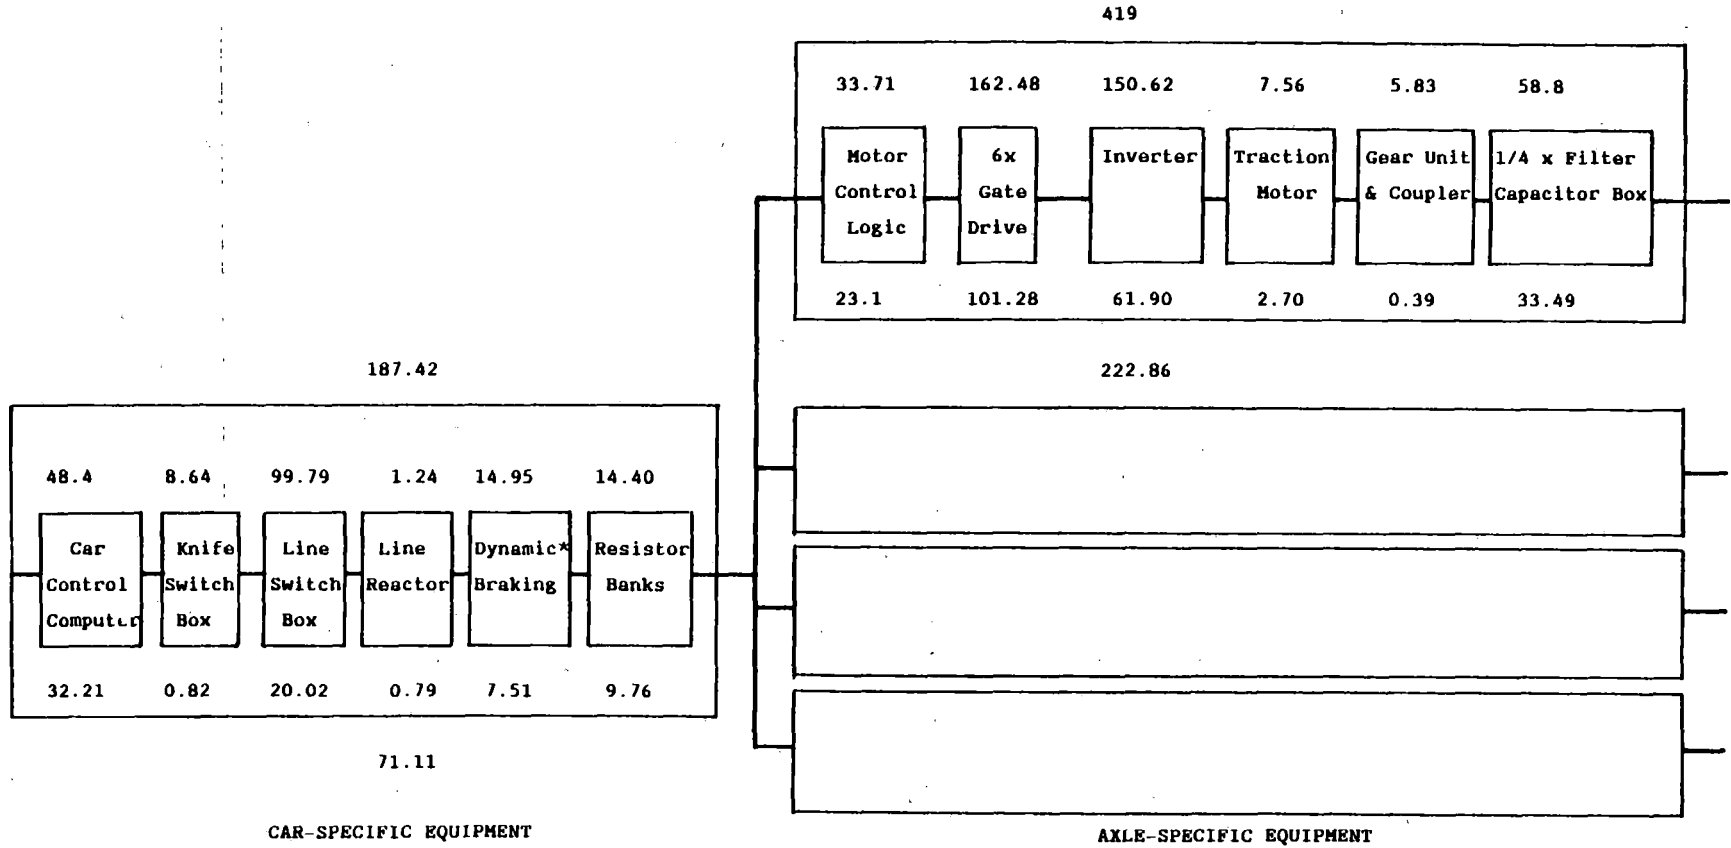 419
33.71 162.48 150.62 7.56 5.83 58.8
Motor
Control
Logic
6x
Gate
Drive
Inverter
Traction
Motor
Gear Unit
& Coupler
1/4 x Filter
Capacitor Box
23.1 101.28 61.90 2.70 0.39 33.49
222.86
187.42
48.4 8.64 99.79 1.24 14.95 14.40
Car
Control
Computer
Knife
Switch
Box
Line
Switch
Box
Line
Reactor
Dynamic*
Braking
Resistor
Banks
32.21 0.82 20.02 0.79 7.51 9.76
71.11
CAR-SPECIFIC EQUIPMENT
AXLE-SPECIFIC EQUIPMENT